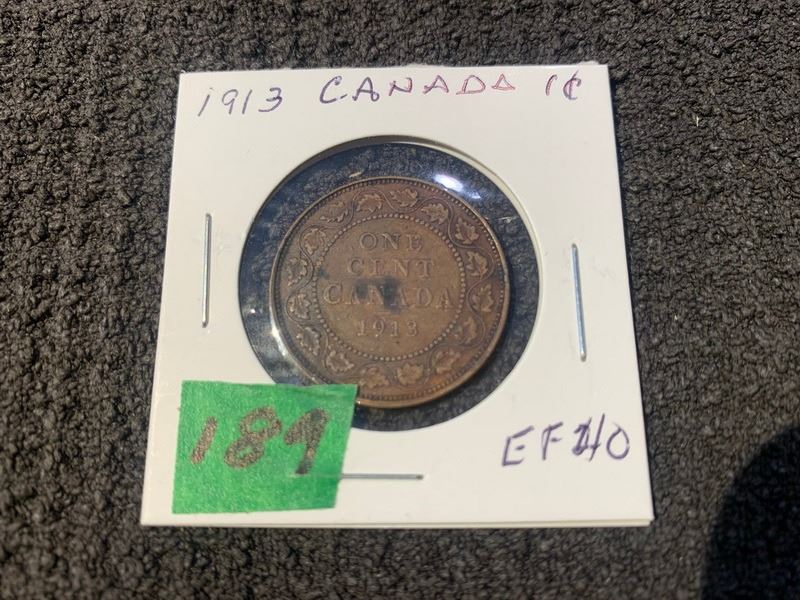 1913 CANADA 1¢
ONE
CENT
CANADA
1913
189
EF40